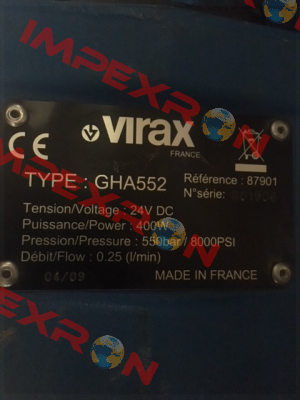 IMPEXRON
virax
FRANCE
CE
TYPE : GHA552
Référence : 87901
N°série:
Tension/Voltage : 24V DC
Puissance/Power : 400W
Pression/Pressure : 550bar / 8000PSI
Débit/Flow : 0.25 (l/min)
04/09
MADE IN FRANCE
IMPEXRON